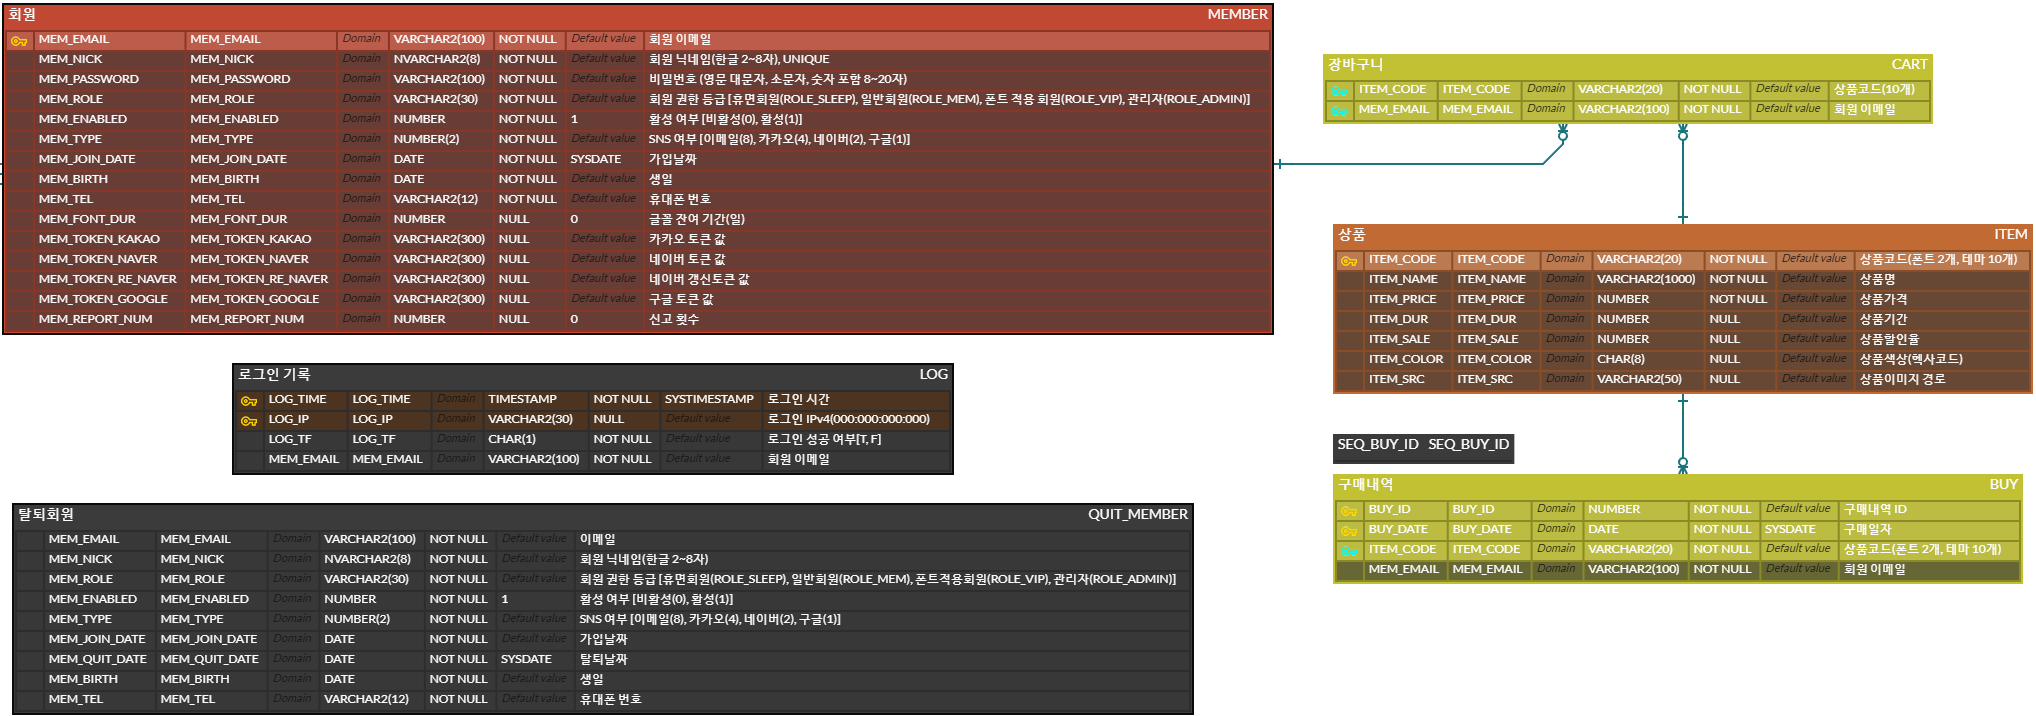 회원 MEMBER
MEM_EMAIL MEM_EMAIL Domain VARCHAR2(100) NOT NULL Default value 회원 이메일
MEM_NICK MEM_NICK Domain NVARCHAR2(8) NOT NULL Default value 회원 닉네임(한글 2~8자), UNIQUE
MEM_PASSWORD MEM_PASSWORD Domain VARCHAR2(100) NOT NULL Default value 비밀번호 (영문 대문자, 소문자, 숫자 포함 8~20자)
MEM_ROLE MEM_ROLE Domain VARCHAR2(30) NOT NULL Default value 회원 권한 등급 [휴면회원(ROLE_SLEEP), 일반회원(ROLE_MEM), 폰트 적용 회원(ROLE_VIP), 관리자(ROLE_ADMIN)]
MEM_ENABLED MEM_ENABLED Domain NUMBER NOT NULL 1 활성 여부 [비활성(0), 활성(1)]
MEM_TYPE MEM_TYPE Domain NUMBER(2) NOT NULL Default value SNS 여부 [이메일(8), 카카오(4), 네이버(2), 구글(1)]
MEM_JOIN_DATE MEM_JOIN_DATE Domain DATE NOT NULL SYSDATE 가입날짜
MEM_BIRTH MEM_BIRTH Domain DATE NOT NULL Default value 생일
MEM_TEL MEM_TEL Domain VARCHAR2(12) NOT NULL Default value 휴대폰 번호
MEM_FONT_DUR MEM_FONT_DUR Domain NUMBER NULL 0 글꼴 잔여 기간(일)
MEM_TOKEN_KAKAO MEM_TOKEN_KAKAO Domain VARCHAR2(300) NULL Default value 카카오 토큰 값
MEM_TOKEN_NAVER MEM_TOKEN_NAVER Domain VARCHAR2(300) NULL Default value 네이버 토큰 값
MEM_TOKEN_RE_NAVER MEM_TOKEN_RE_NAVER Domain VARCHAR2(300) NULL Default value 네이버 갱신토큰 값
MEM_TOKEN_GOOGLE MEM_TOKEN_GOOGLE Domain VARCHAR2(300) NULL Default value 구글 토큰 값
MEM_REPORT_NUM MEM_REPORT_NUM Domain NUMBER NULL 0 신고 횟수
장바구니 CART
ITEM_CODE ITEM_CODE Domain VARCHAR2(20) NOT NULL Default value 상품코드(10개)
MEM_EMAIL MEM_EMAIL Domain VARCHAR2(100) NOT NULL Default value 회원 이메일
상품 ITEM
ITEM_CODE ITEM_CODE Domain VARCHAR2(20) NOT NULL Default value 상품코드(폰트 2개, 테마 10개)
ITEM_NAME ITEM_NAME Domain VARCHAR2(1000) NOT NULL Default value 상품명
ITEM_PRICE ITEM_PRICE Domain NUMBER NOT NULL Default value 상품가격
ITEM_DUR ITEM_DUR Domain NUMBER NULL Default value 상품기간
ITEM_SALE ITEM_SALE Domain NUMBER NULL Default value 상품할인율
ITEM_COLOR ITEM_COLOR Domain CHAR(8) NULL Default value 상품색상(헥사코드)
ITEM_SRC ITEM_SRC Domain VARCHAR2(50) NULL Default value 상품이미지 경로
로그인 기록 LOG
LOG_TIME LOG_TIME Domain TIMESTAMP NOT NULL SYSTIMESTAMP 로그인 시간
LOG_IP LOG_IP Domain VARCHAR2(30) NULL Default value 로그인 IPv4(000:000:000:000)
LOG_TF LOG_TF Domain CHAR(1) NOT NULL Default value 로그인 성공 여부[T, F]
MEM_EMAIL MEM_EMAIL Domain VARCHAR2(100) NOT NULL Default value 회원 이메일
SEQ_BUY_ID SEQ_BUY_ID
구매내역 BUY
BUY_ID BUY_ID Domain NUMBER NOT NULL Default value 구매내역 ID
BUY_DATE BUY_DATE Domain DATE NOT NULL SYSDATE 구매일자
ITEM_CODE ITEM_CODE Domain VARCHAR2(20) NOT NULL Default value 상품코드(폰트 2개, 테마 10개)
MEM_EMAIL MEM_EMAIL Domain VARCHAR2(100) NOT NULL Default value 회원 이메일
탈퇴회원 QUIT_MEMBER
MEM_EMAIL MEM_EMAIL Domain VARCHAR2(100) NOT NULL Default value 이메일
MEM_NICK MEM_NICK Domain NVARCHAR2(8) NOT NULL Default value 회원 닉네임(한글 2~8자)
MEM_ROLE MEM_ROLE Domain VARCHAR2(30) NOT NULL Default value 회원 권한 등급 [휴면회원(ROLE_SLEEP), 일반회원(ROLE_MEM), 폰트적용회원(ROLE_VIP), 관리자(ROLE_ADMIN)]
MEM_ENABLED MEM_ENABLED Domain NUMBER NOT NULL 1 활성 여부 [비활성(0), 활성(1)]
MEM_TYPE MEM_TYPE Domain NUMBER(2) NOT NULL Default value SNS 여부 [이메일(8), 카카오(4), 네이버(2), 구글(1)]
MEM_JOIN_DATE MEM_JOIN_DATE Domain DATE NOT NULL Default value 가입날짜
MEM_QUIT_DATE MEM_QUIT_DATE Domain DATE NOT NULL SYSDATE 탈퇴날짜
MEM_BIRTH MEM_BIRTH Domain DATE NOT NULL Default value 생일
MEM_TEL MEM_TEL Domain VARCHAR2(12) NOT NULL Default value 휴대폰 번호